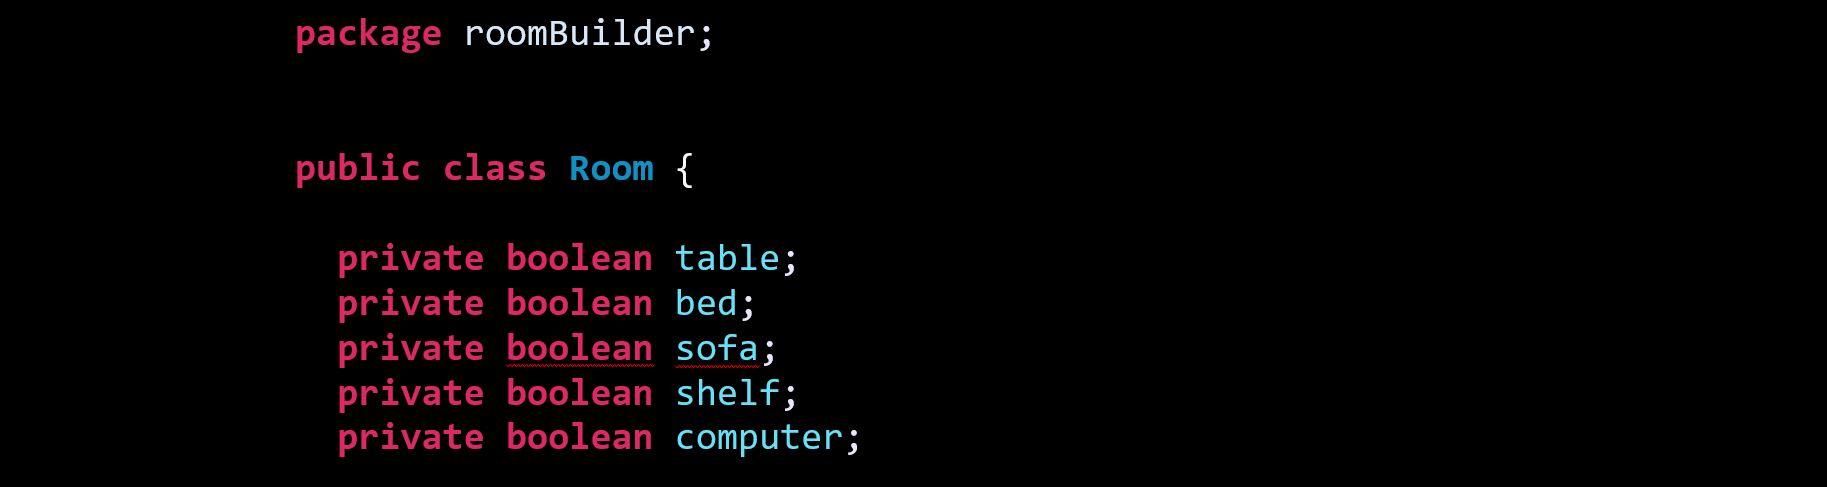 package roomBuilder;
public class Room {
private boolean table;
private boolean bed;
private boolean sofa;
private boolean shelf;
private boolean computer;